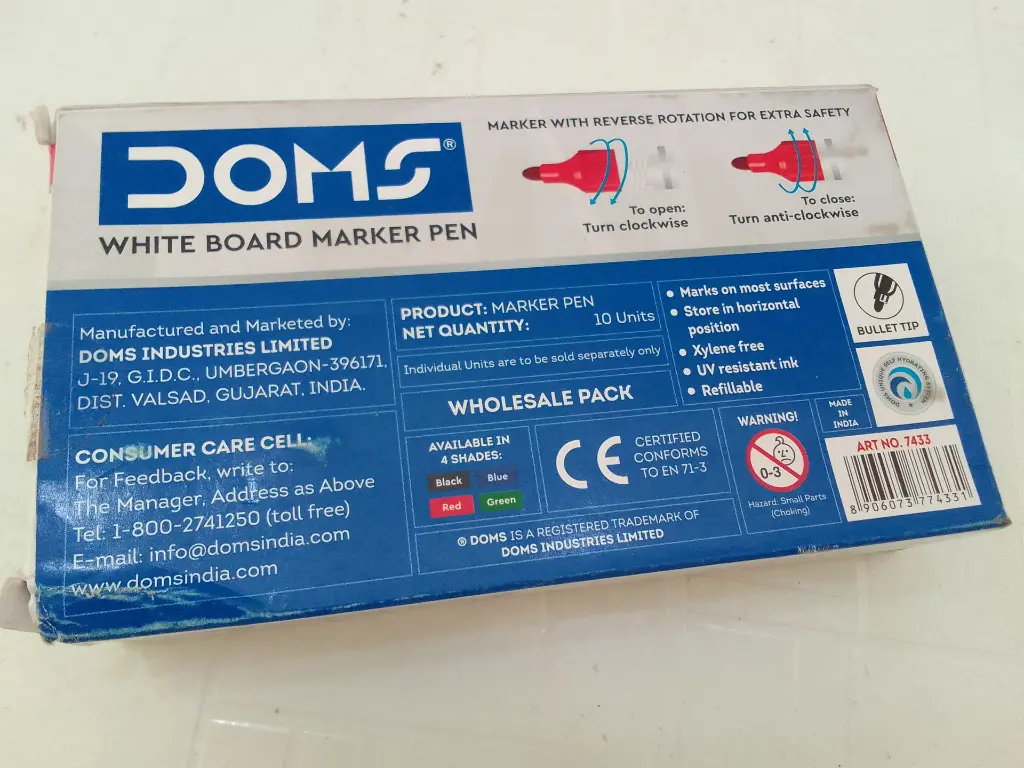 DOMS®
WHITE BOARD MARKER PEN
MARKER WITH REVERSE ROTATION FOR EXTRA SAFETY
To open:
Turn clockwise
To close:
Turn anti-clockwise
Manufactured and Marketed by:
DOMS INDUSTRIES LIMITED
J-19, G.I.D.C., UMBERGAON-396171,
DIST. VALSAD, GUJARAT, INDIA.
CONSUMER CARE CELL:
For Feedback, write to:
The Manager, Address as Above
Tel: 1-800-2741250 (toll free)
E-mail: info@domsindia.com
www.domsindia.com
PRODUCT: MARKER PEN
NET QUANTITY: 10 Units
Individual Units are to be sold separately only
WHOLESALE PACK
AVAILABLE IN
4 SHADES:
Black Blue
Red Green
CE
CERTIFIED
CONFORMS
TO EN 71-3
® DOMS IS A REGISTERED TRADEMARK OF
DOMS INDUSTRIES LIMITED
• Marks on most surfaces
• Store in horizontal
position
• Xylene free
• UV resistant ink
• Refillable
WARNING!
0-3
Hazard. Small Parts
(Choking)
MADE
IN
INDIA
BULLET TIP
DOMS UNIQUE SELF HYDRATING SYSTEM
ART NO. 7433
8 906073 774331